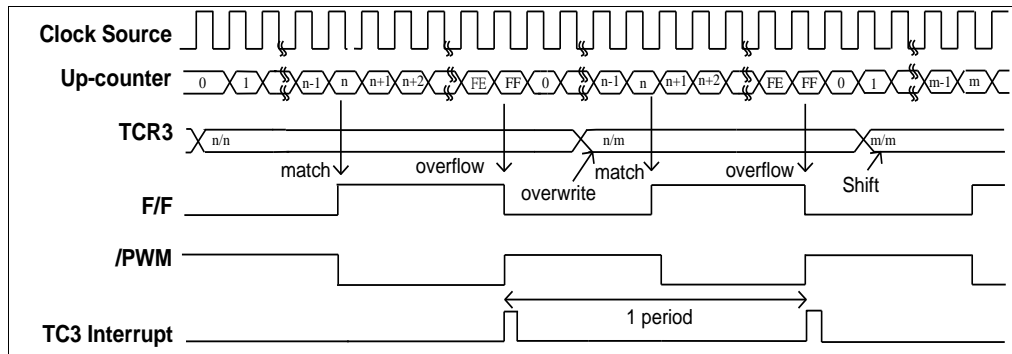 Clock Source
Up-counter 0 1 n-1 n n+1 n+2 FE FF 0 n-1 n n+1 n+2 FE FF 0 1 m-1 m
TCR3 n/n n/m m/m
match overflow overwrite match overflow Shift
F/F
/PWM
1 period
TC3 Interrupt